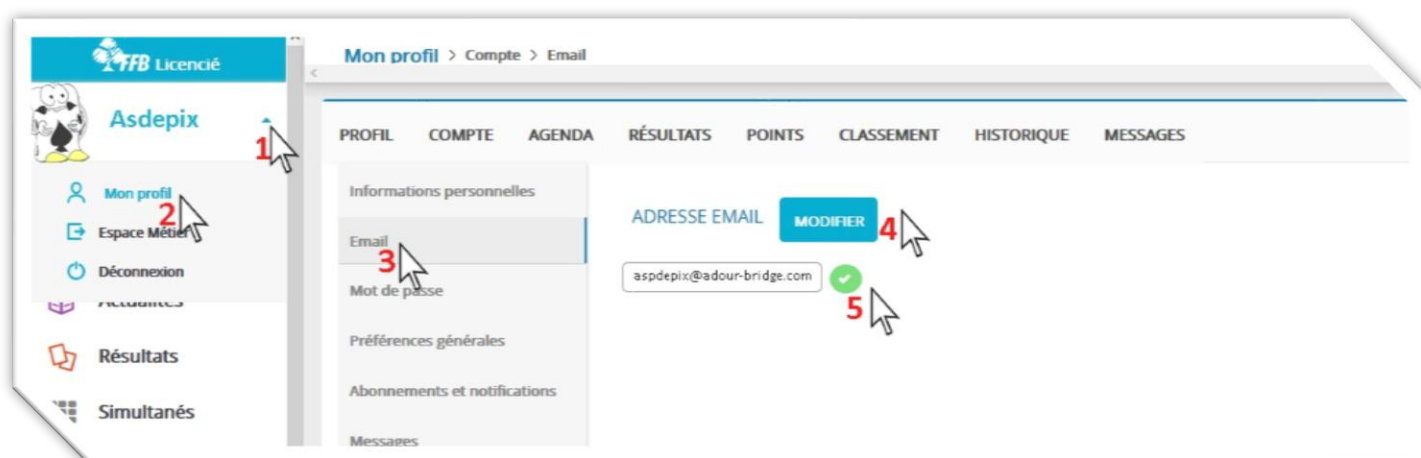 FFB Licencié
Asdepix
1
Mon profil
2
Espace Métier
Déconnexion
Actualités
Résultats
Simultanés
Mon profil > Compte > Email
PROFIL COMPTE AGENDA RÉSULTATS POINTS CLASSEMENT HISTORIQUE MESSAGES
Informations personnelles
Email
3
Mot de passe
Préférences générales
Abonnements et notifications
Messages
ADRESSE EMAIL MODIFIER 4
aspdepix@adour-bridge.com
5